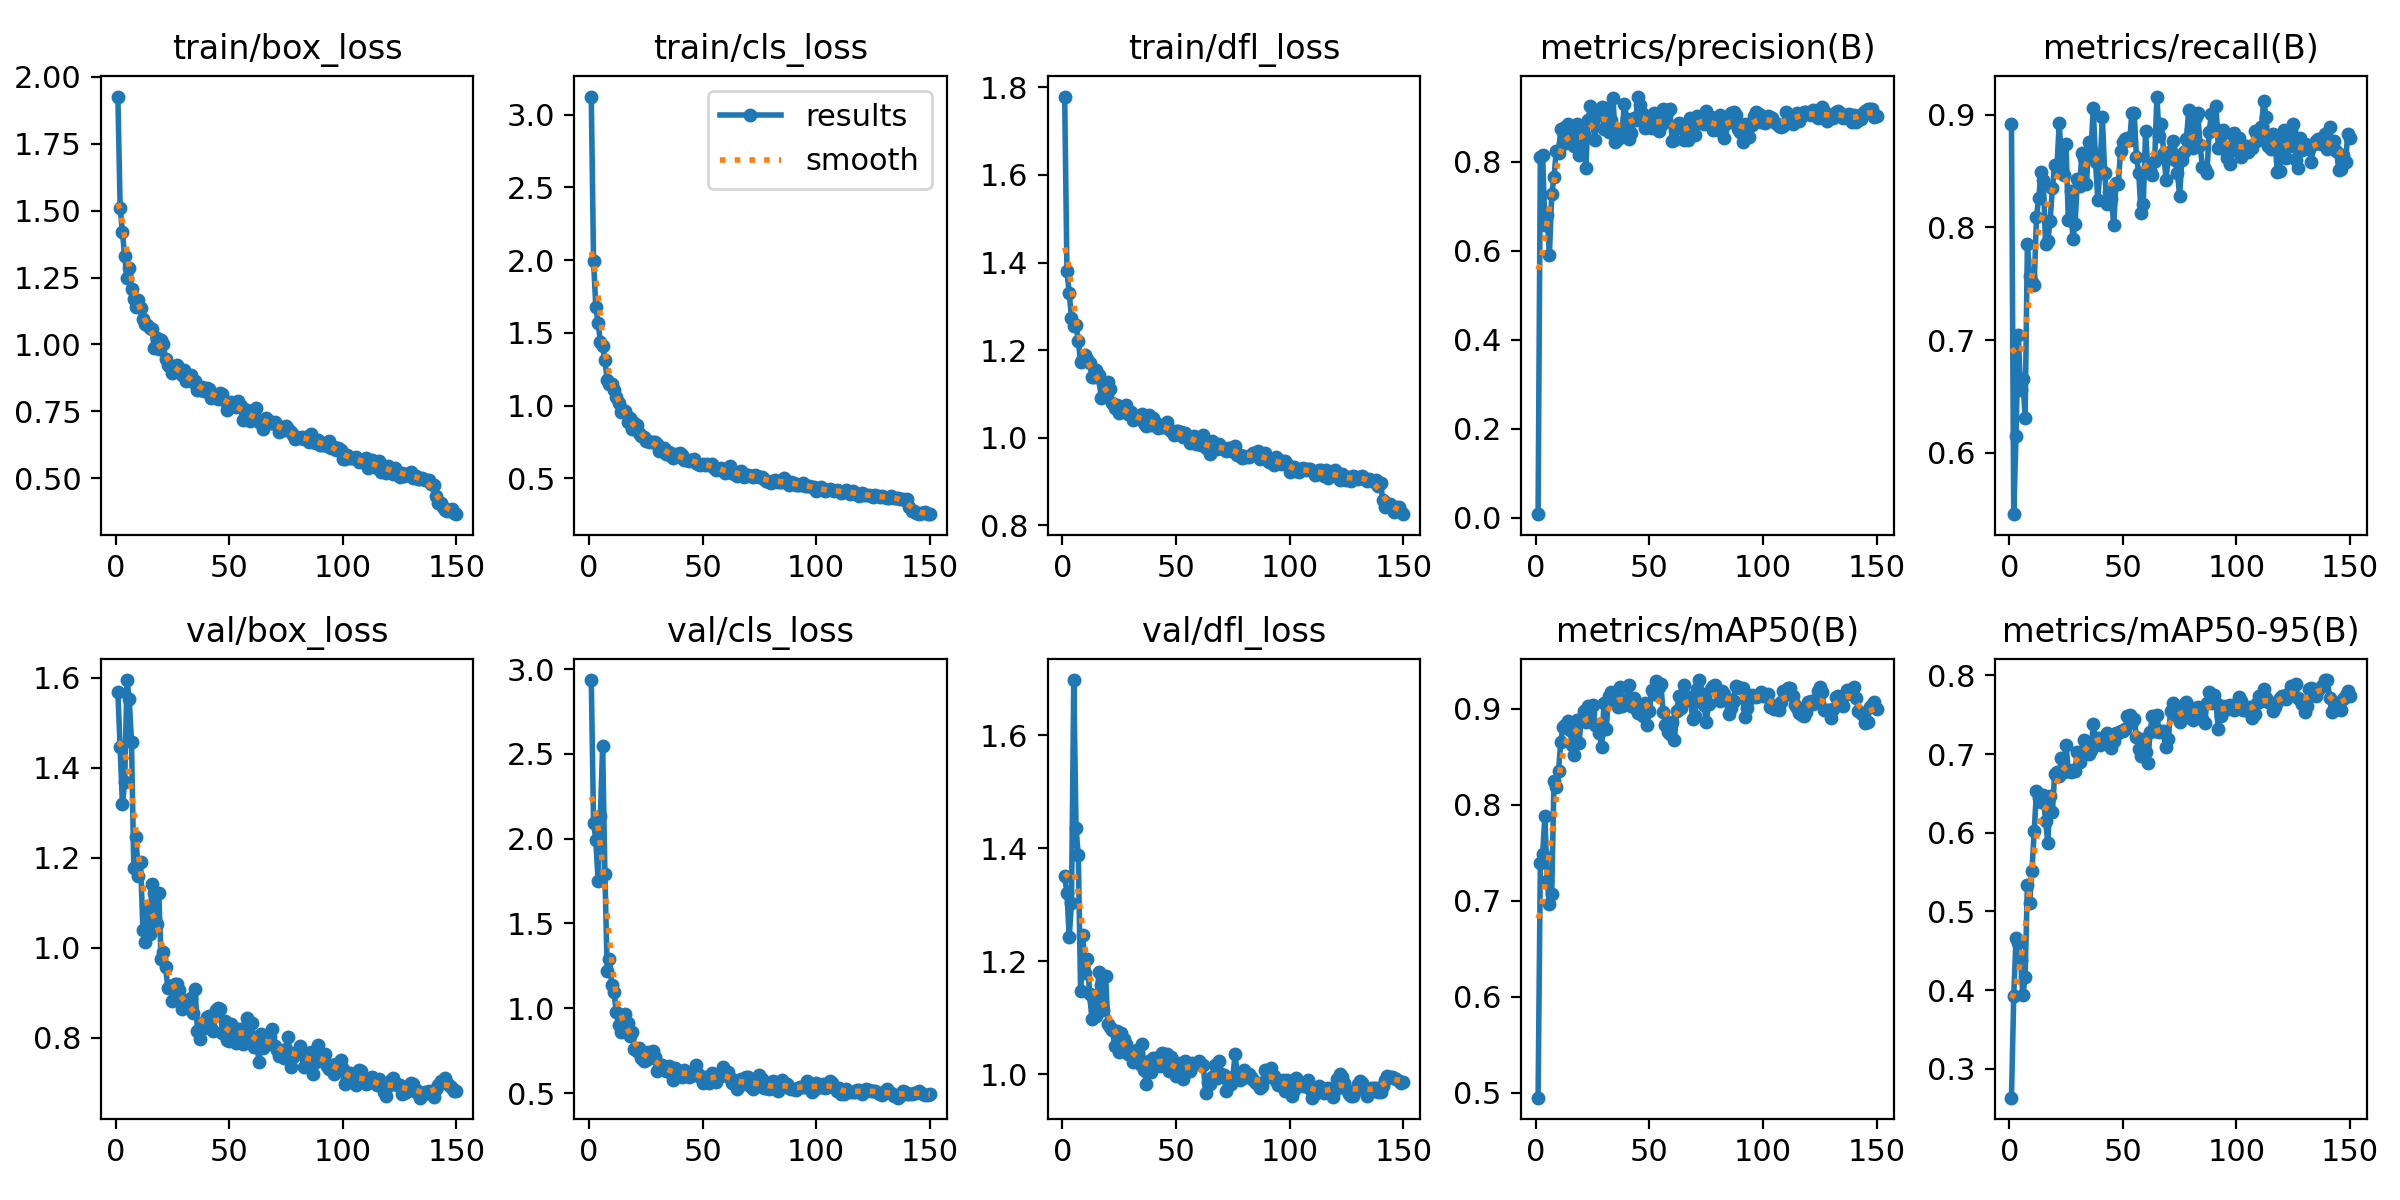 train/box_loss
2.00
1.75
1.50
1.25
1.00
0.75
0.50
0 50 100 150
train/cls_loss
results
smooth
3.0
2.5
2.0
1.5
1.0
0.5
0 50 100 150
train/dfl_loss
1.8
1.6
1.4
1.2
1.0
0.8
0 50 100 150
metrics/precision(B)
0.8
0.6
0.4
0.2
0.0
0 50 100 150
metrics/recall(B)
0.9
0.8
0.7
0.6
0 50 100 150
val/box_loss
1.6
1.4
1.2
1.0
0.8
0 50 100 150
val/cls_loss
3.0
2.5
2.0
1.5
1.0
0.5
0 50 100 150
val/dfl_loss
1.6
1.4
1.2
1.0
0 50 100 150
metrics/mAP50(B)
0.9
0.8
0.7
0.6
0.5
0 50 100 150
metrics/mAP50-95(B)
0.8
0.7
0.6
0.5
0.4
0.3
0 50 100 150